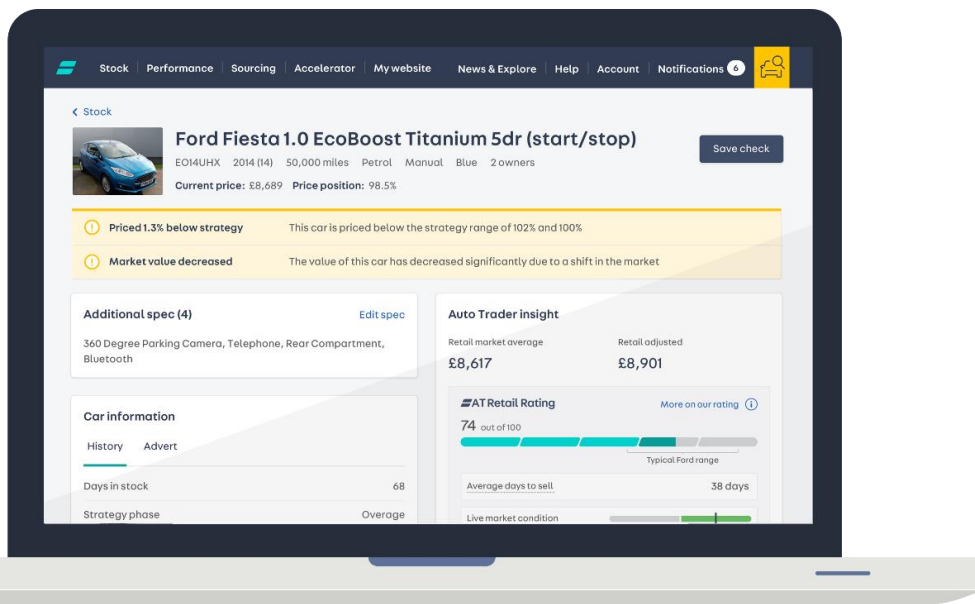 Stock Performance Sourcing Accelerator My website News & Explore Help Account Notifications 6
Stock
Ford Fiesta 1.0 EcoBoost Titanium 5dr (start/stop)
Save check
EO14UHX 2014 (14) 50,000 miles Petrol Manual Blue 2 owners
Current price: £8,689 Price position: 98.5%
Priced 1.3% below strategy This car is priced below the strategy range of 102% and 100%
Market value decreased The value of this car has decreased significantly due to a shift in the market
Additional spec (4) Edit spec
360 Degree Parking Camera, Telephone, Rear Compartment,
Bluetooth
Car information
History Advert
Days in stock 68
Strategy phase Overage
Auto Trader insight
Retail market average Retail adjusted
£8,617 £8,901
AT Retail Rating More on our rating
74 out of 100
Typical Ford range
Average days to sell 38 days
Live market condition